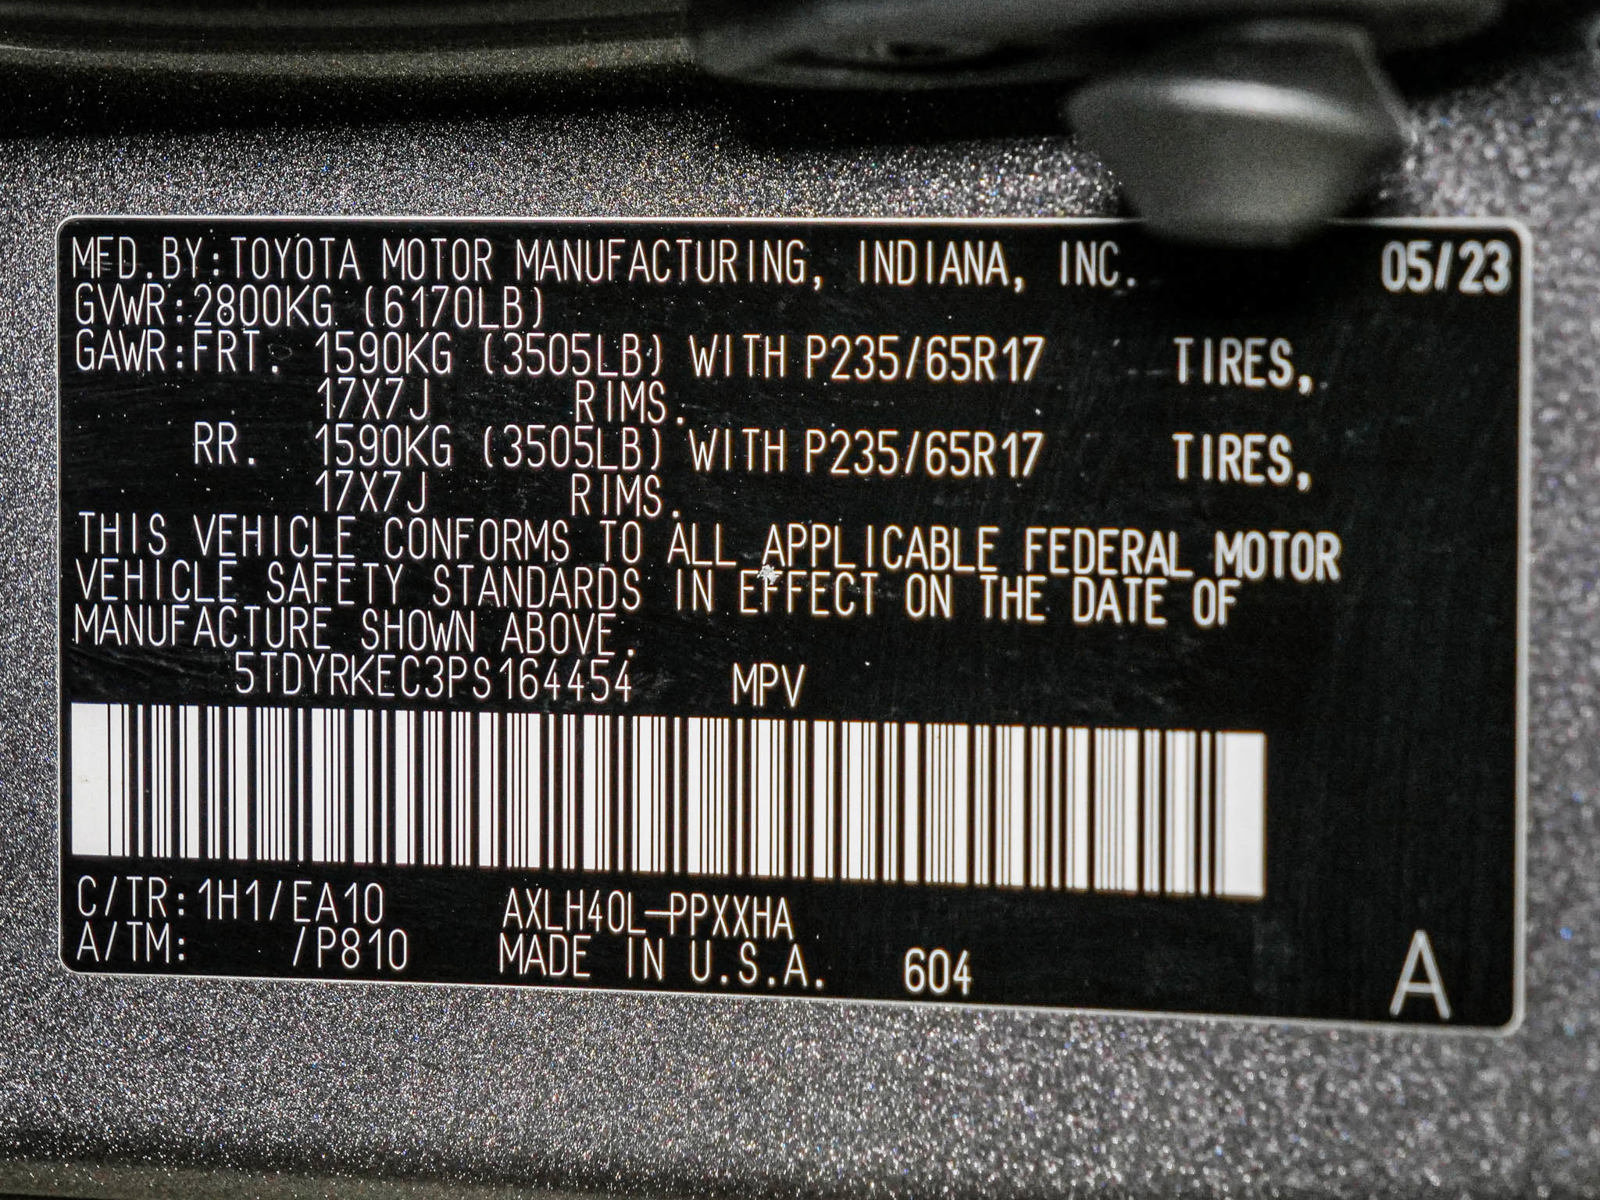 MFD.BY:TOYOTA MOTOR MANUFACTURING, INDIANA, INC. 05/23
GVWR:2800KG (6170LB)
GAWR:FRT. 1590KG (3505LB) WITH P235/65R17 TIRES,
17X7J RIMS.
RR. 1590KG (3505LB) WITH P235/65R17 TIRES,
17X7J RIMS.
THIS VEHICLE CONFORMS TO ALL APPLICABLE FEDERAL MOTOR
VEHICLE SAFETY STANDARDS IN EFFECT ON THE DATE OF
MANUFACTURE SHOWN ABOVE.
5TDYRKEC3PS164454 MPV
C/TR:1H1/EA10 AXLH40L-PPXXHA
A/TM: /P810 MADE IN U.S.A. 604 A